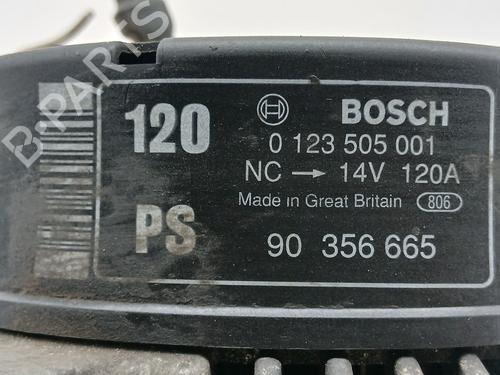 B-PARTS
120
BOSCH
0 123 505 001
NC → 14V 120A
Made in Great Britain 806
PS
90 356 665